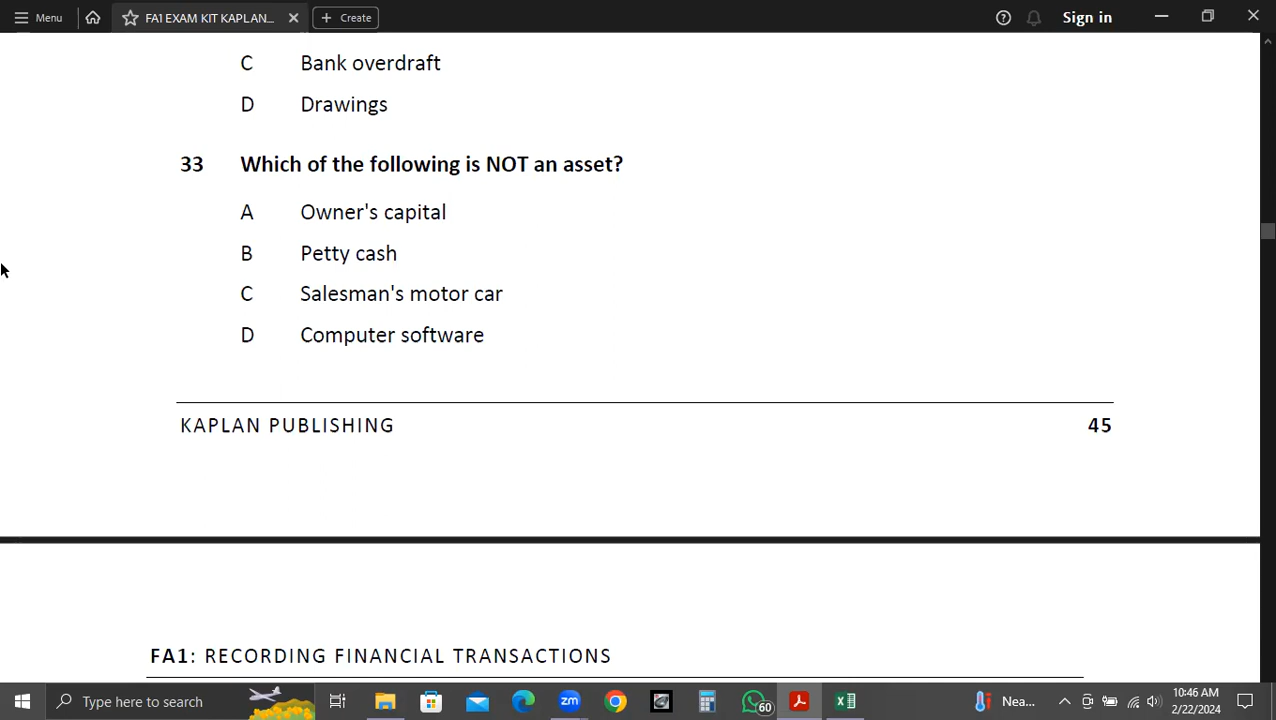 Menu
FA1 EXAM KIT KAPLAN...
Create
Sign in
C Bank overdraft
D Drawings
33 Which of the following is NOT an asset?
A Owner's capital
B Petty cash
C Salesman's motor car
D Computer software
KAPLAN PUBLISHING 45
FA1: RECORDING FINANCIAL TRANSACTIONS
Type here to search
zm
60
Nea...
10:46 AM
2/22/2024